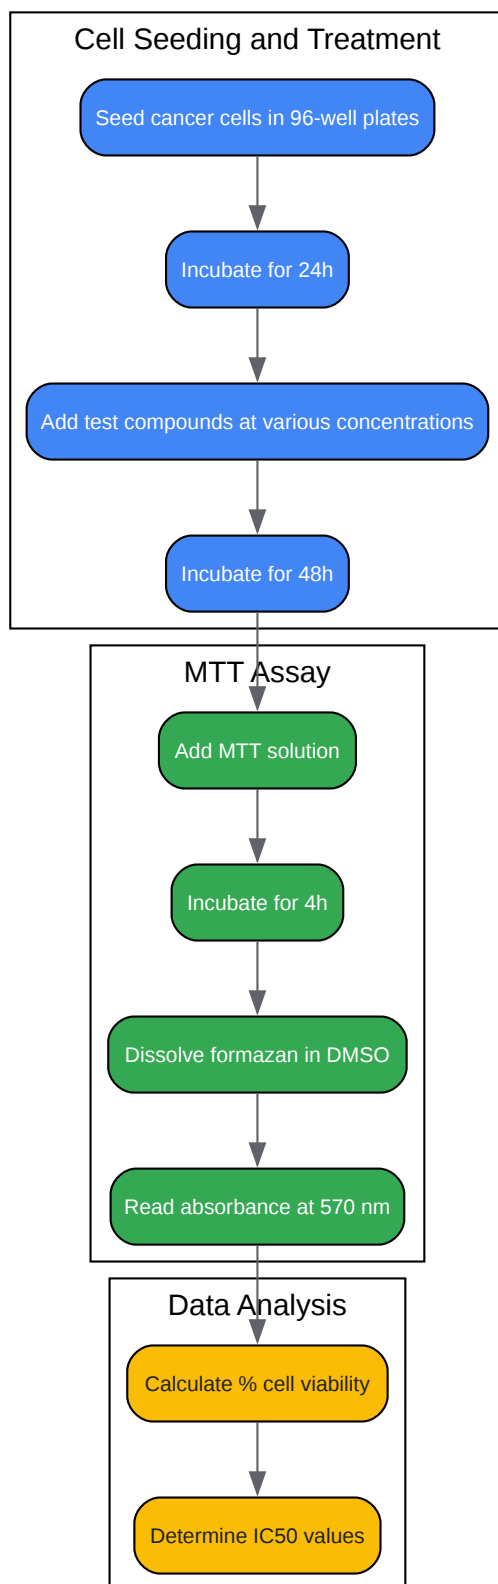 Cell Seeding and Treatment
Seed cancer cells in 96-well plates
Incubate for 24h
Add test compounds at various concentrations
Incubate for 48h
MTT Assay
Add MTT solution
Incubate for 4h
Dissolve formazan in DMSO
Read absorbance at 570 nm
Data Analysis
Calculate % cell viability
Determine IC50 values